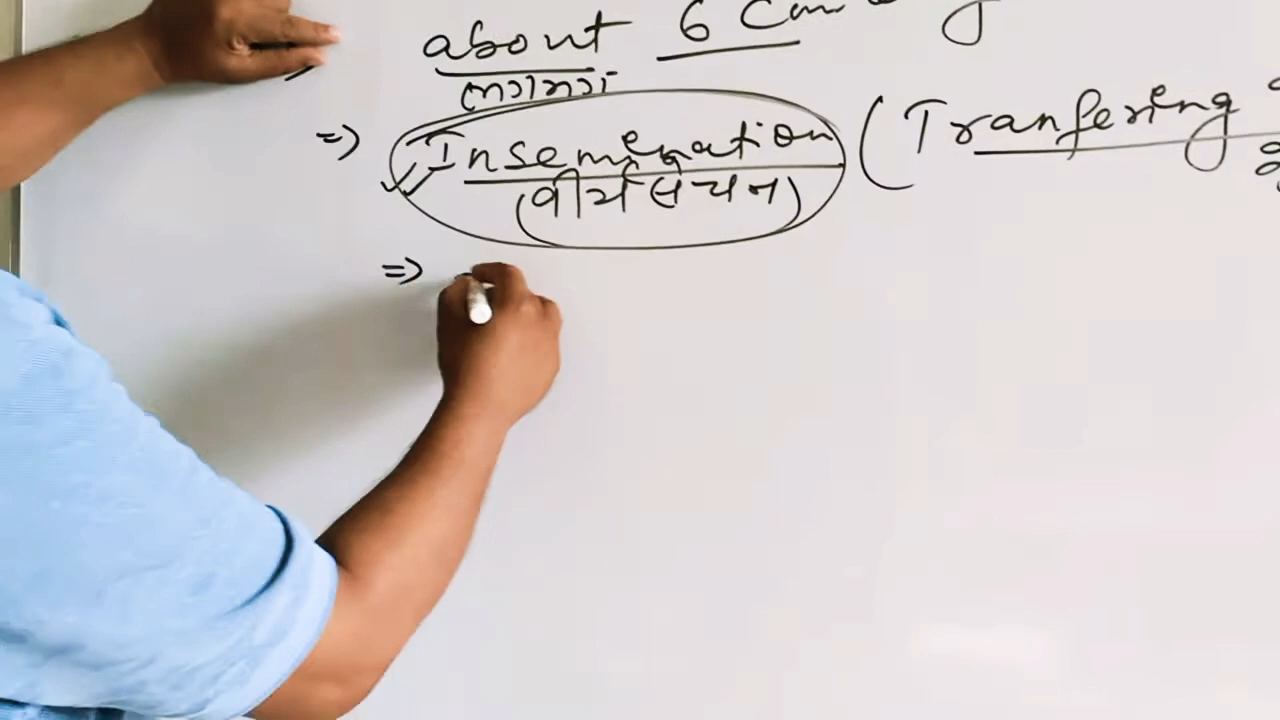 about 6 cm
लगभग
=> Insemenation (Tranfering
(वीर्य सेचन)
=>